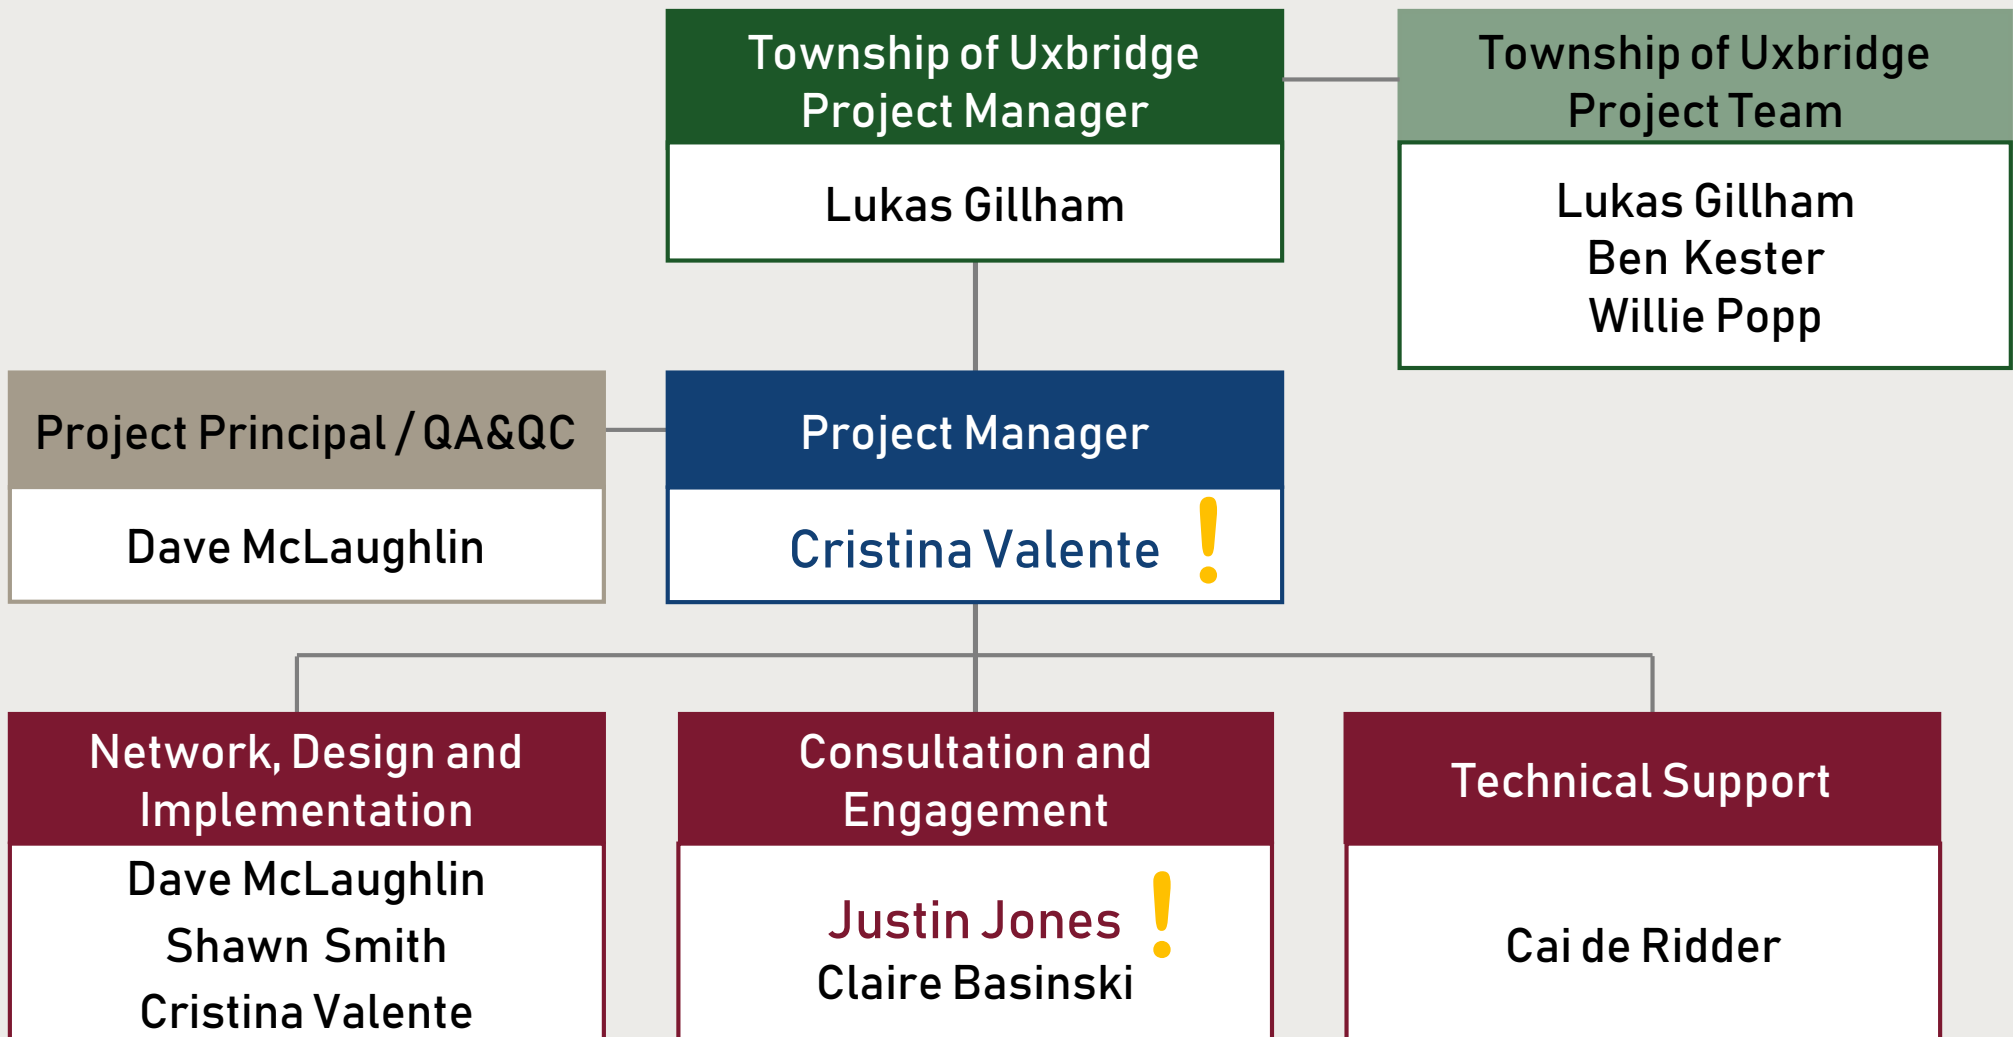 Township of Uxbridge
Project Manager
Lukas Gillham
Township of Uxbridge
Project Team
Lukas Gillham
Ben Kester
Willie Popp
Project Principal / QA&QC
Dave McLaughlin
Project Manager
Cristina Valente !
Network, Design and
Implementation
Dave McLaughlin
Shawn Smith
Cristina Valente
Consultation and
Engagement
Justin Jones !
Claire Basinski
Technical Support
Cai de Ridder